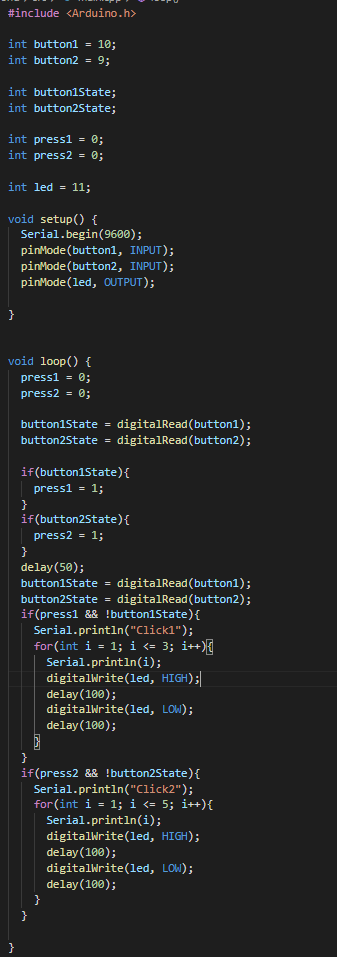 #include <Arduino.h>
int button1 = 10;
int button2 = 9;
int button1State;
int button2State;
int press1 = 0;
int press2 = 0;
int led = 11;
void setup() {
  Serial.begin(9600);
  pinMode(button1, INPUT);
  pinMode(button2, INPUT);
  pinMode(led, OUTPUT);
}
void loop() {
  press1 = 0;
  press2 = 0;
  button1State = digitalRead(button1);
  button2State = digitalRead(button2);
  if(button1State){
    press1 = 1;
  }
  if(button2State){
    press2 = 1;
  }
  delay(50);
  button1State = digitalRead(button1);
  button2State = digitalRead(button2);
  if(press1 && !button1State){
    Serial.println("Click1");
    for(int i = 1; i <= 3; i++){
      Serial.println(i);
      digitalWrite(led, HIGH);
      delay(100);
      digitalWrite(led, LOW);
      delay(100);
    }
  }
  if(press2 && !button2State){
    Serial.println("Click2");
    for(int i = 1; i <= 5; i++){
      Serial.println(i);
      digitalWrite(led, HIGH);
      delay(100);
      digitalWrite(led, LOW);
      delay(100);
    }
  }
}